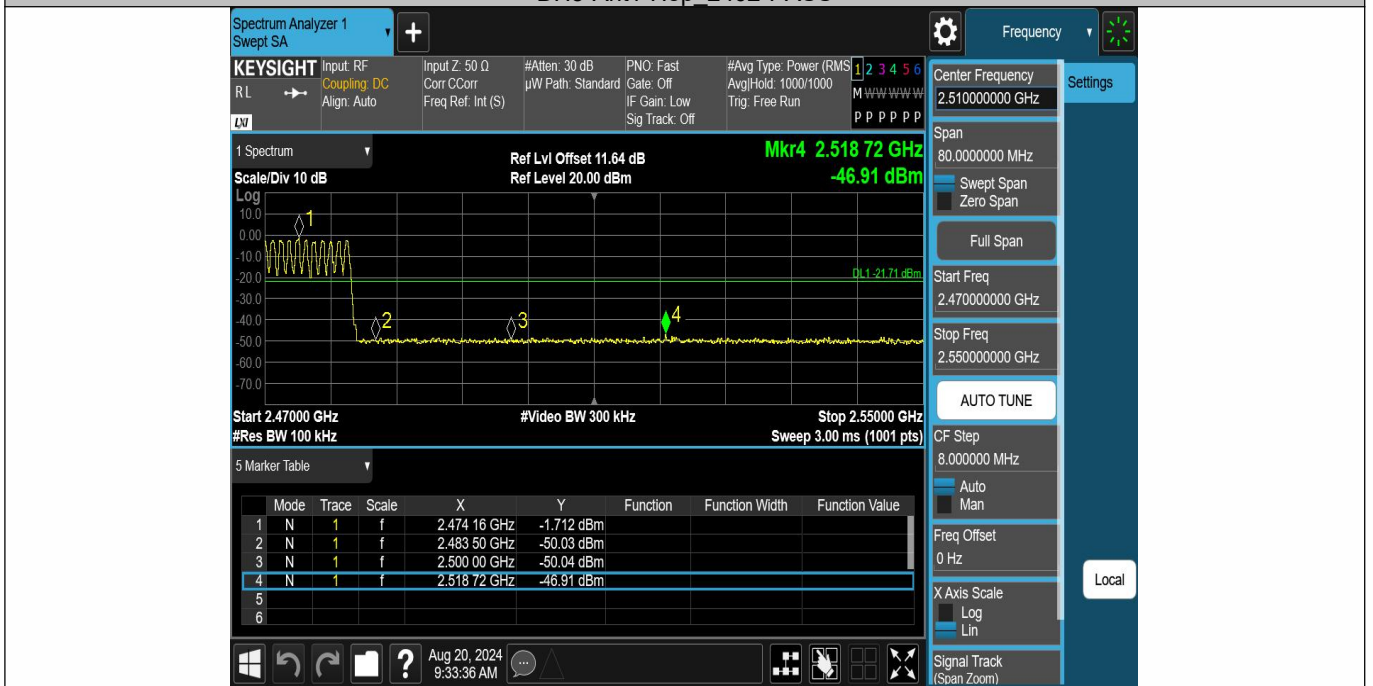 Spectrum Analyzer 1
Swept SA
+
Frequency
KEYSIGHT Input: RF
RL
Coupling: DC
Align: Auto
LXI
Input Z: 50 Ω
Corr CCorr
Freq Ref: Int (S)
#Atten: 30 dB
µW Path: Standard
PNO: Fast
Gate: Off
IF Gain: Low
Sig Track: Off
#Avg Type: Power (RMS
Avg|Hold: 1000/1000
Trig: Free Run
1 2 3 4 5 6
M W W W W W
P P P P P P
1 Spectrum
Scale/Div 10 dB
Ref Lvl Offset 11.64 dB
Ref Level 20.00 dBm
Mkr4 2.518 72 GHz
-46.91 dBm
Log
10.0
0.00
-10.0
-20.0
-30.0
-40.0
-50.0
-60.0
-70.0
1
2
3
4
DL1 -21.71 dBm
Start 2.47000 GHz
#Video BW 300 kHz
Stop 2.55000 GHz
#Res BW 100 kHz
Sweep 3.00 ms (1001 pts)
5 Marker Table
Mode Trace Scale X Y Function Function Width Function Value
1 N 1 f 2.474 16 GHz -1.712 dBm
2 N 1 f 2.483 50 GHz -50.03 dBm
3 N 1 f 2.500 00 GHz -50.04 dBm
4 N 1 f 2.518 72 GHz -46.91 dBm
5
6
?
Aug 20, 2024
9:33:36 AM
Center Frequency
2.510000000 GHz
Settings
Span
80.0000000 MHz
Swept Span
Zero Span
Full Span
Start Freq
2.470000000 GHz
Stop Freq
2.550000000 GHz
AUTO TUNE
CF Step
8.000000 MHz
Auto
Man
Freq Offset
0 Hz
Local
X Axis Scale
Log
Lin
Signal Track
(Span Zoom)